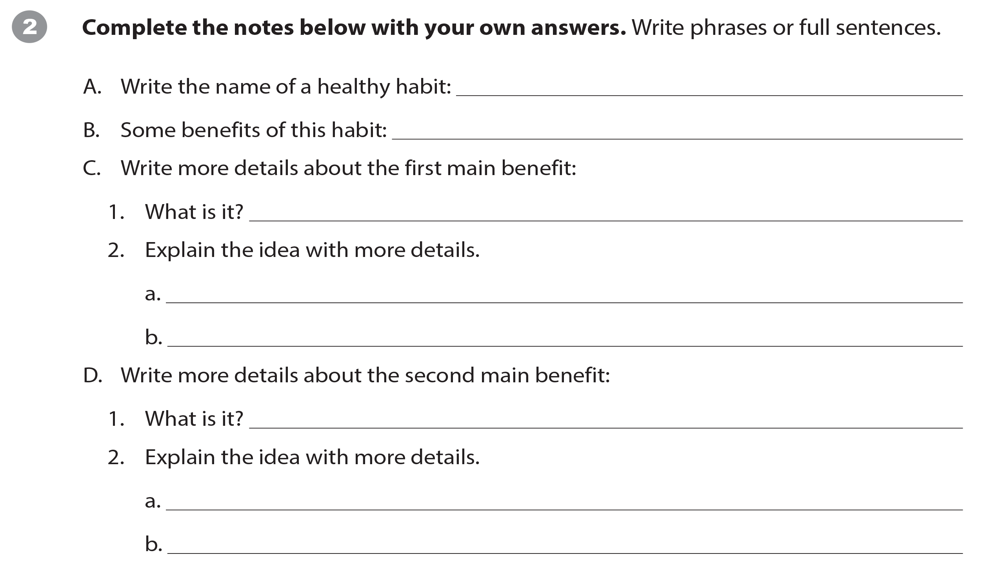 2 Complete the notes below with your own answers. Write phrases or full sentences.
A. Write the name of a healthy habit:
B. Some benefits of this habit:
C. Write more details about the first main benefit:
1. What is it?
2. Explain the idea with more details.
a.
b.
D. Write more details about the second main benefit:
1. What is it?
2. Explain the idea with more details.
a.
b.